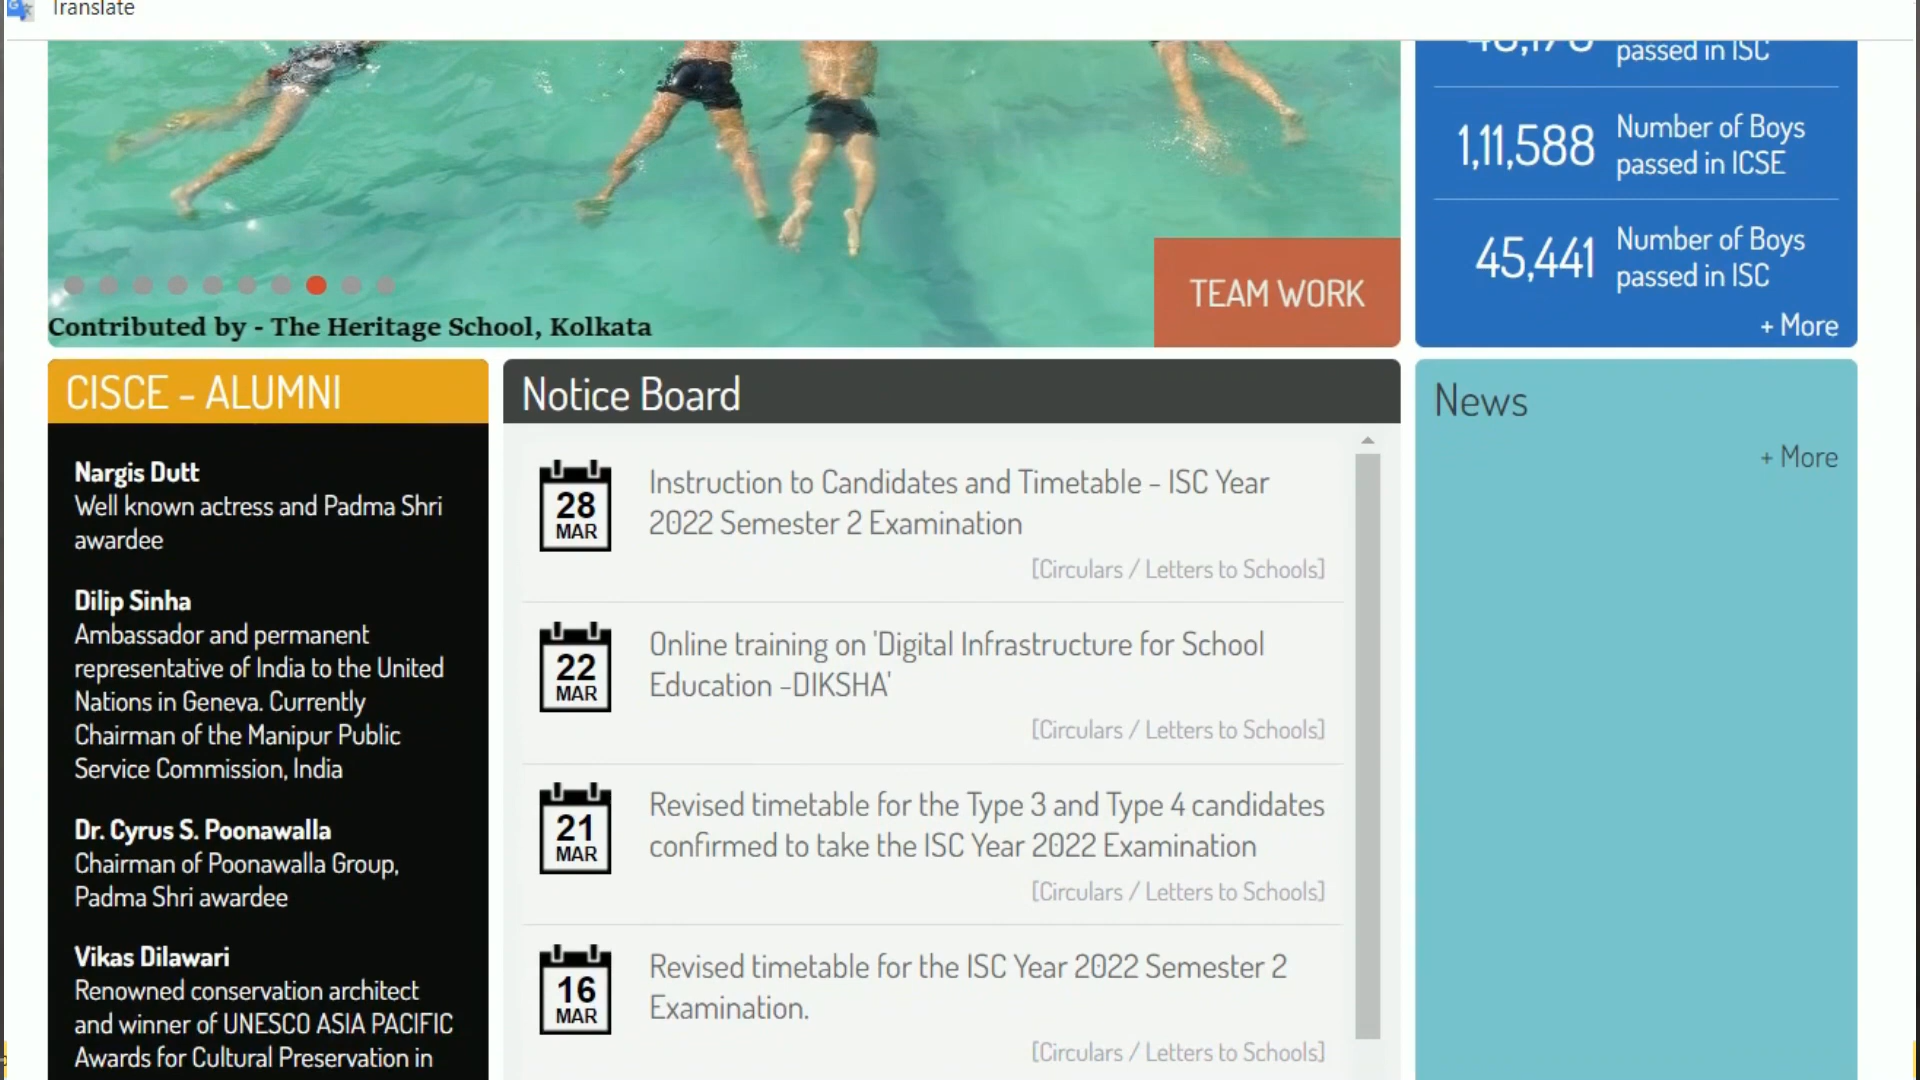 Translate
passed in ISC
1,11,588
Number of Boys
passed in ICSE
45,441
Number of Boys
passed in ISC
+ More
TEAM WORK
Contributed by - The Heritage School, Kolkata
CISCE - ALUMNI
Nargis Dutt
Well known actress and Padma Shri
awardee
Dilip Sinha
Ambassador and permanent
representative of India to the United
Nations in Geneva. Currently
Chairman of the Manipur Public
Service Commission, India
Dr. Cyrus S. Poonawalla
Chairman of Poonawalla Group,
Padma Shri awardee
Vikas Dilawari
Renowned conservation architect
and winner of UNESCO ASIA PACIFIC
Awards for Cultural Preservation in
Notice Board
28
MAR
Instruction to Candidates and Timetable - ISC Year
2022 Semester 2 Examination
[Circulars / Letters to Schools]
22
MAR
Online training on 'Digital Infrastructure for School
Education -DIKSHA'
[Circulars / Letters to Schools]
21
MAR
Revised timetable for the Type 3 and Type 4 candidates
confirmed to take the ISC Year 2022 Examination
[Circulars / Letters to Schools]
16
MAR
Revised timetable for the ISC Year 2022 Semester 2
Examination.
[Circulars / Letters to Schools]
News
+ More